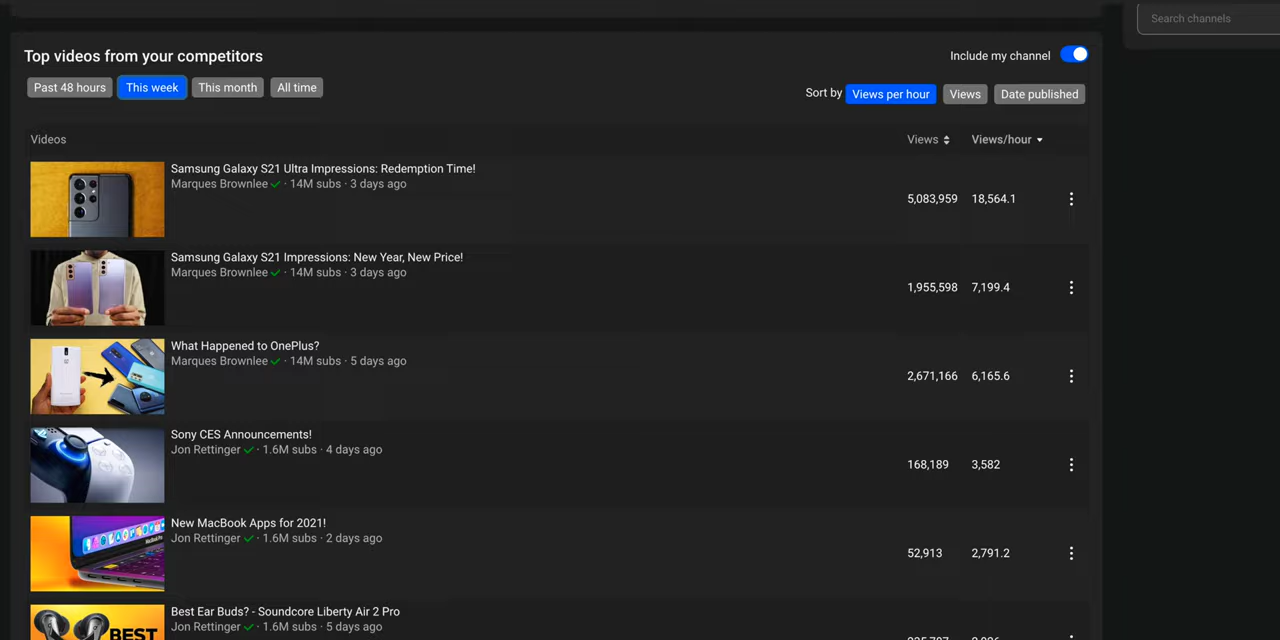 Search channels
Top videos from your competitors
Include my channel
Past 48 hours
This week
This month
All time
Sort by
Views per hour
Views
Date published
Videos
Views
Views/hour
Samsung Galaxy S21 Ultra Impressions: Redemption Time!
Marques Brownlee · 14M subs · 3 days ago
5,083,959
18,564.1
Samsung Galaxy S21 Impressions: New Year, New Price!
Marques Brownlee · 14M subs · 3 days ago
1,955,598
7,199.4
What Happened to OnePlus?
Marques Brownlee · 14M subs · 5 days ago
2,671,166
6,165.6
Sony CES Announcements!
Jon Rettinger · 1.6M subs · 4 days ago
168,189
3,582
New MacBook Apps for 2021!
Jon Rettinger · 1.6M subs · 2 days ago
52,913
2,791.2
Best Ear Buds? - Soundcore Liberty Air 2 Pro
Jon Rettinger · 1.6M subs · 5 days ago
BEST